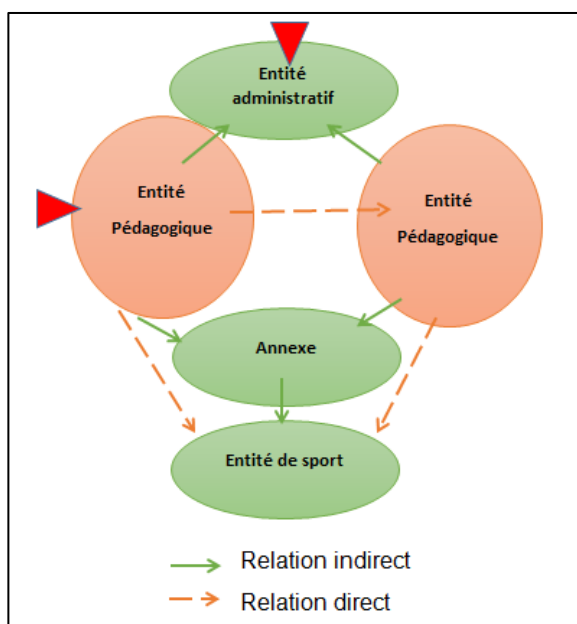 Entité
administratif
Entité
Pédagogique
Entité
Pédagogique
Annexe
Entité de sport
Relation indirect
Relation direct